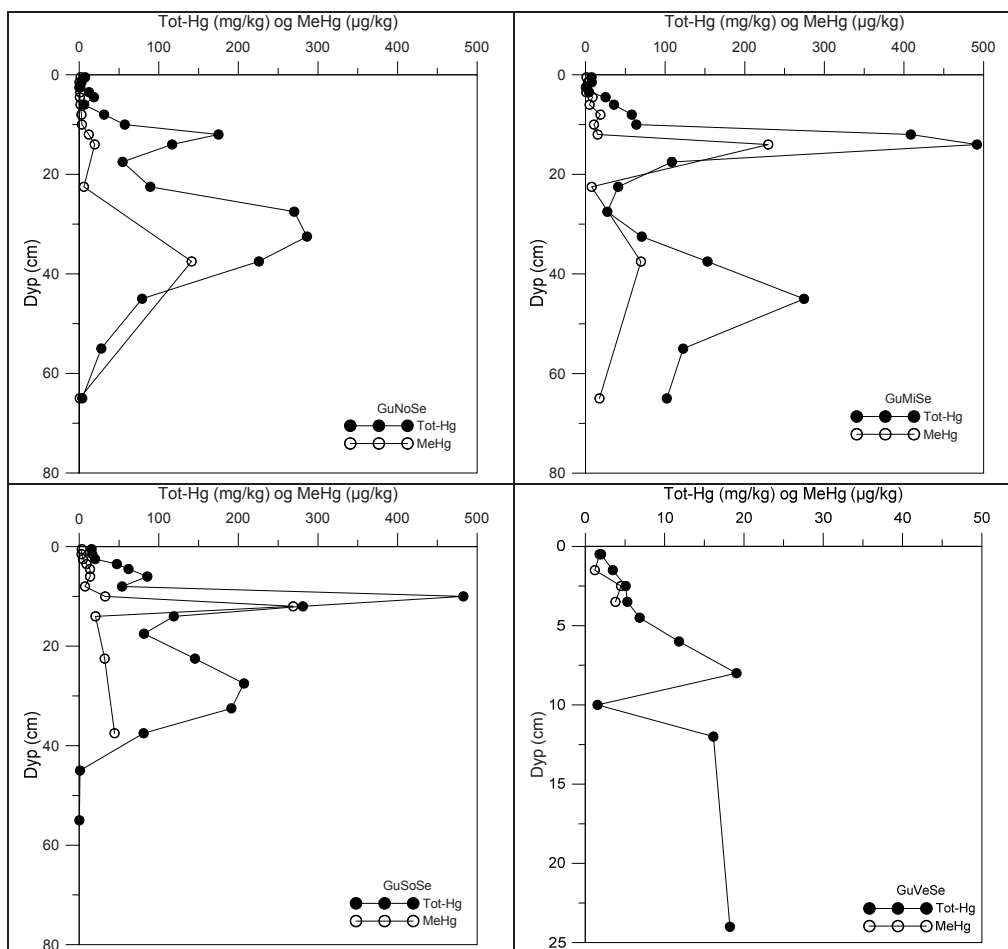 Tot-Hg (mg/kg) og MeHg (µg/kg)
0 100 200 300 400 500
0
20
40
60
80
Dyp (cm)
GuNoSe
Tot-Hg
MeHg
Tot-Hg (mg/kg) og MeHg (µg/kg)
0 100 200 300 400 500
0
20
40
60
80
Dyp (cm)
GuMiSe
Tot-Hg
MeHg
Tot-Hg (mg/kg) og MeHg (µg/kg)
0 100 200 300 400 500
0
20
40
60
80
Dyp (cm)
GuSoSe
Tot-Hg
MeHg
Tot-Hg (mg/kg) og MeHg (µg/kg)
0 10 20 30 40 50
0
5
10
15
20
25
Dyp (cm)
GuVeSe
Tot-Hg
MeHg